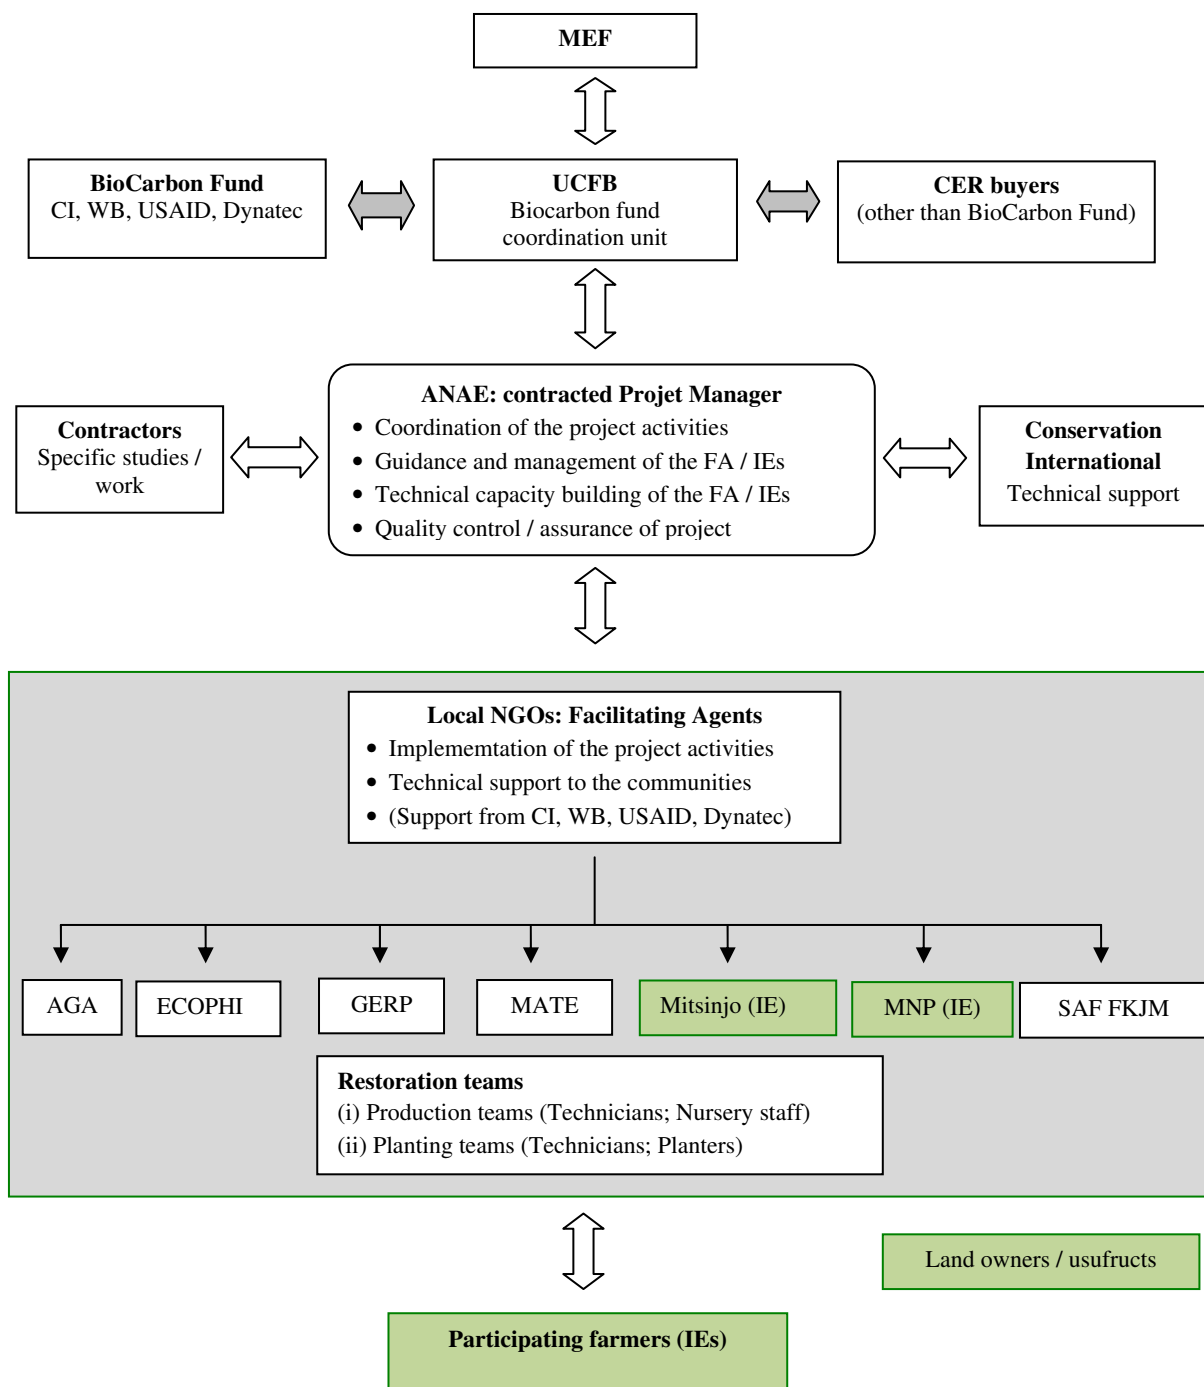 MEF
BioCarbon Fund
CI, WB, USAID, Dynatec
UCFB
Biocarbon fund
coordination unit
CER buyers
(other than BioCarbon Fund)
Contractors
Specific studies /
work
ANAE: contracted Projet Manager
• Coordination of the project activities
• Guidance and management of the FA / IEs
• Technical capacity building of the FA / IEs
• Quality control / assurance of project
Conservation
International
Technical support
Local NGOs: Facilitating Agents
• Implememtation of the project activities
• Technical support to the communities
• (Support from CI, WB, USAID, Dynatec)
AGA
ECOPHI
GERP
MATE
Mitsinjo (IE)
MNP (IE)
SAF FKJM
Restoration teams
(i) Production teams (Technicians; Nursery staff)
(ii) Planting teams (Technicians; Planters)
Land owners / usufructs
Participating farmers (IEs)